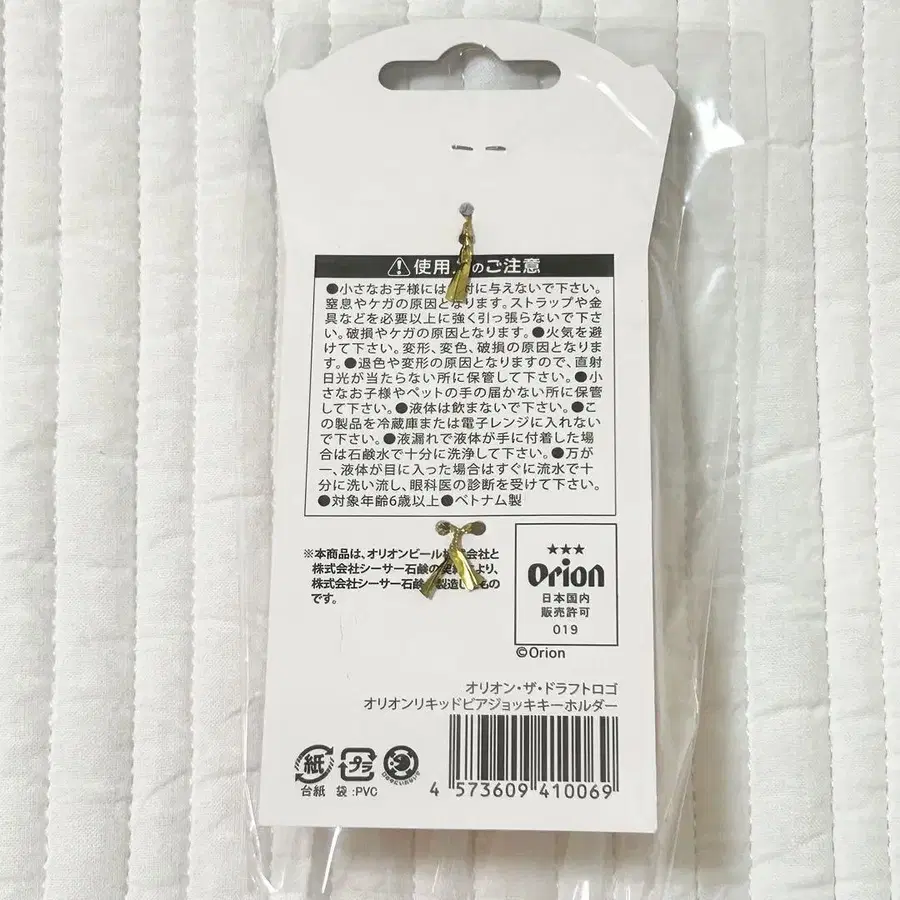 使用 のご注意
●小さなお子様には 対に与えないで下さい。
窒息やケガの原因となります。ストラップや金
具などを必要以上に強く引っ張らないで下さ
い。破損やケガの原因となります。●火気を避
けて下さい。変形、変色、破損の原因となりま
す。●退色や変形の原因となりますので、直射
日光が当たらない所に保管して下さい。●小
さなお子様やペットの手の届かない所に保管
して下さい。●液体は飲まないで下さい。●こ
の製品を冷蔵庫または電子レンジに入れない
で下さい。●液漏れで液体が手に付着した場
合は石鹸水で十分に洗浄して下さい。●万が
一、液体が目に入った場合はすぐに流水で十
分に洗い流し、眼科医の診断を受けて下さい。
●対象年齢6歳以上●ベトナム製
※本商品は、オリオンビール株式会社と
株式会社シーサー石鹸の より、
株式会社シーサー石鹸 製造 もの
です。
★★★
Orion
日本国内
販売許可
019
©Orion
オリオン・ザ・ドラフトロゴ
オリオンリキッドビアジョッキキーホルダー
紙
台紙
プラ
袋:PVC
4 573609 410069